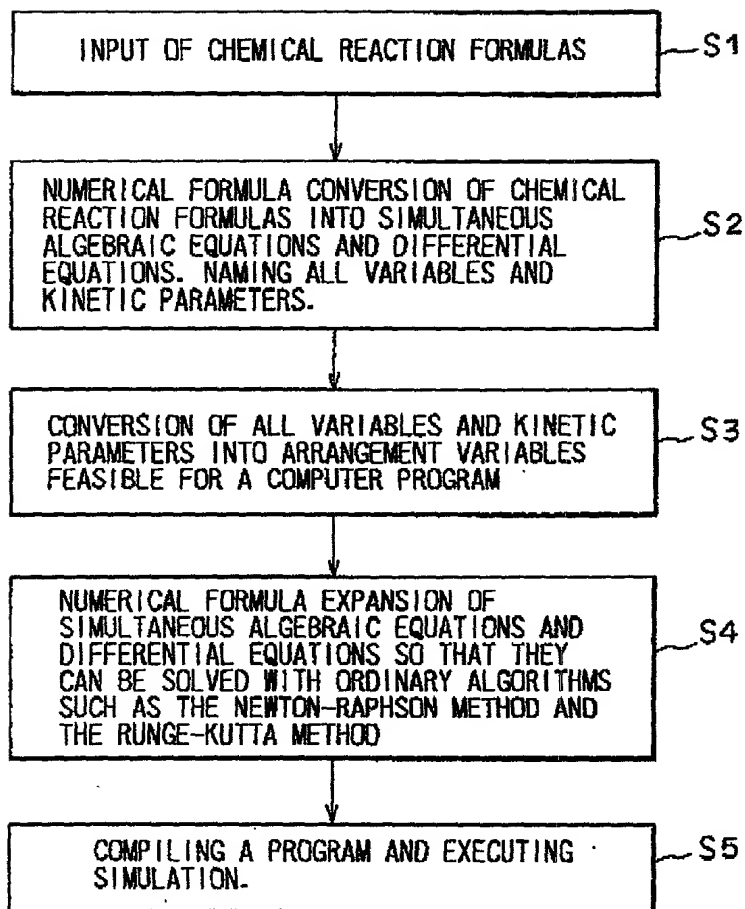 INPUT OF CHEMICAL REACTION FORMULAS
S1
NUMERICAL FORMULA CONVERSION OF CHEMICAL
REACTION FORMULAS INTO SIMULTANEOUS
ALGEBRAIC EQUATIONS AND DIFFERENTIAL
EQUATIONS. NAMING ALL VARIABLES AND
KINETIC PARAMETERS.
S2
CONVERSION OF ALL VARIABLES AND KINETIC
PARAMETERS INTO ARRANGEMENT VARIABLES
FEASIBLE FOR A COMPUTER PROGRAM
S3
NUMERICAL FORMULA EXPANSION OF
SIMULTANEOUS ALGEBRAIC EQUATIONS AND
DIFFERENTIAL EQUATIONS SO THAT THEY
CAN BE SOLVED WITH ORDINARY ALGORITHMS
SUCH AS THE NEWTON-RAPHSON METHOD AND
THE RUNGE-KUTTA METHOD
S4
COMPILING A PROGRAM AND EXECUTING
SIMULATION.
S5